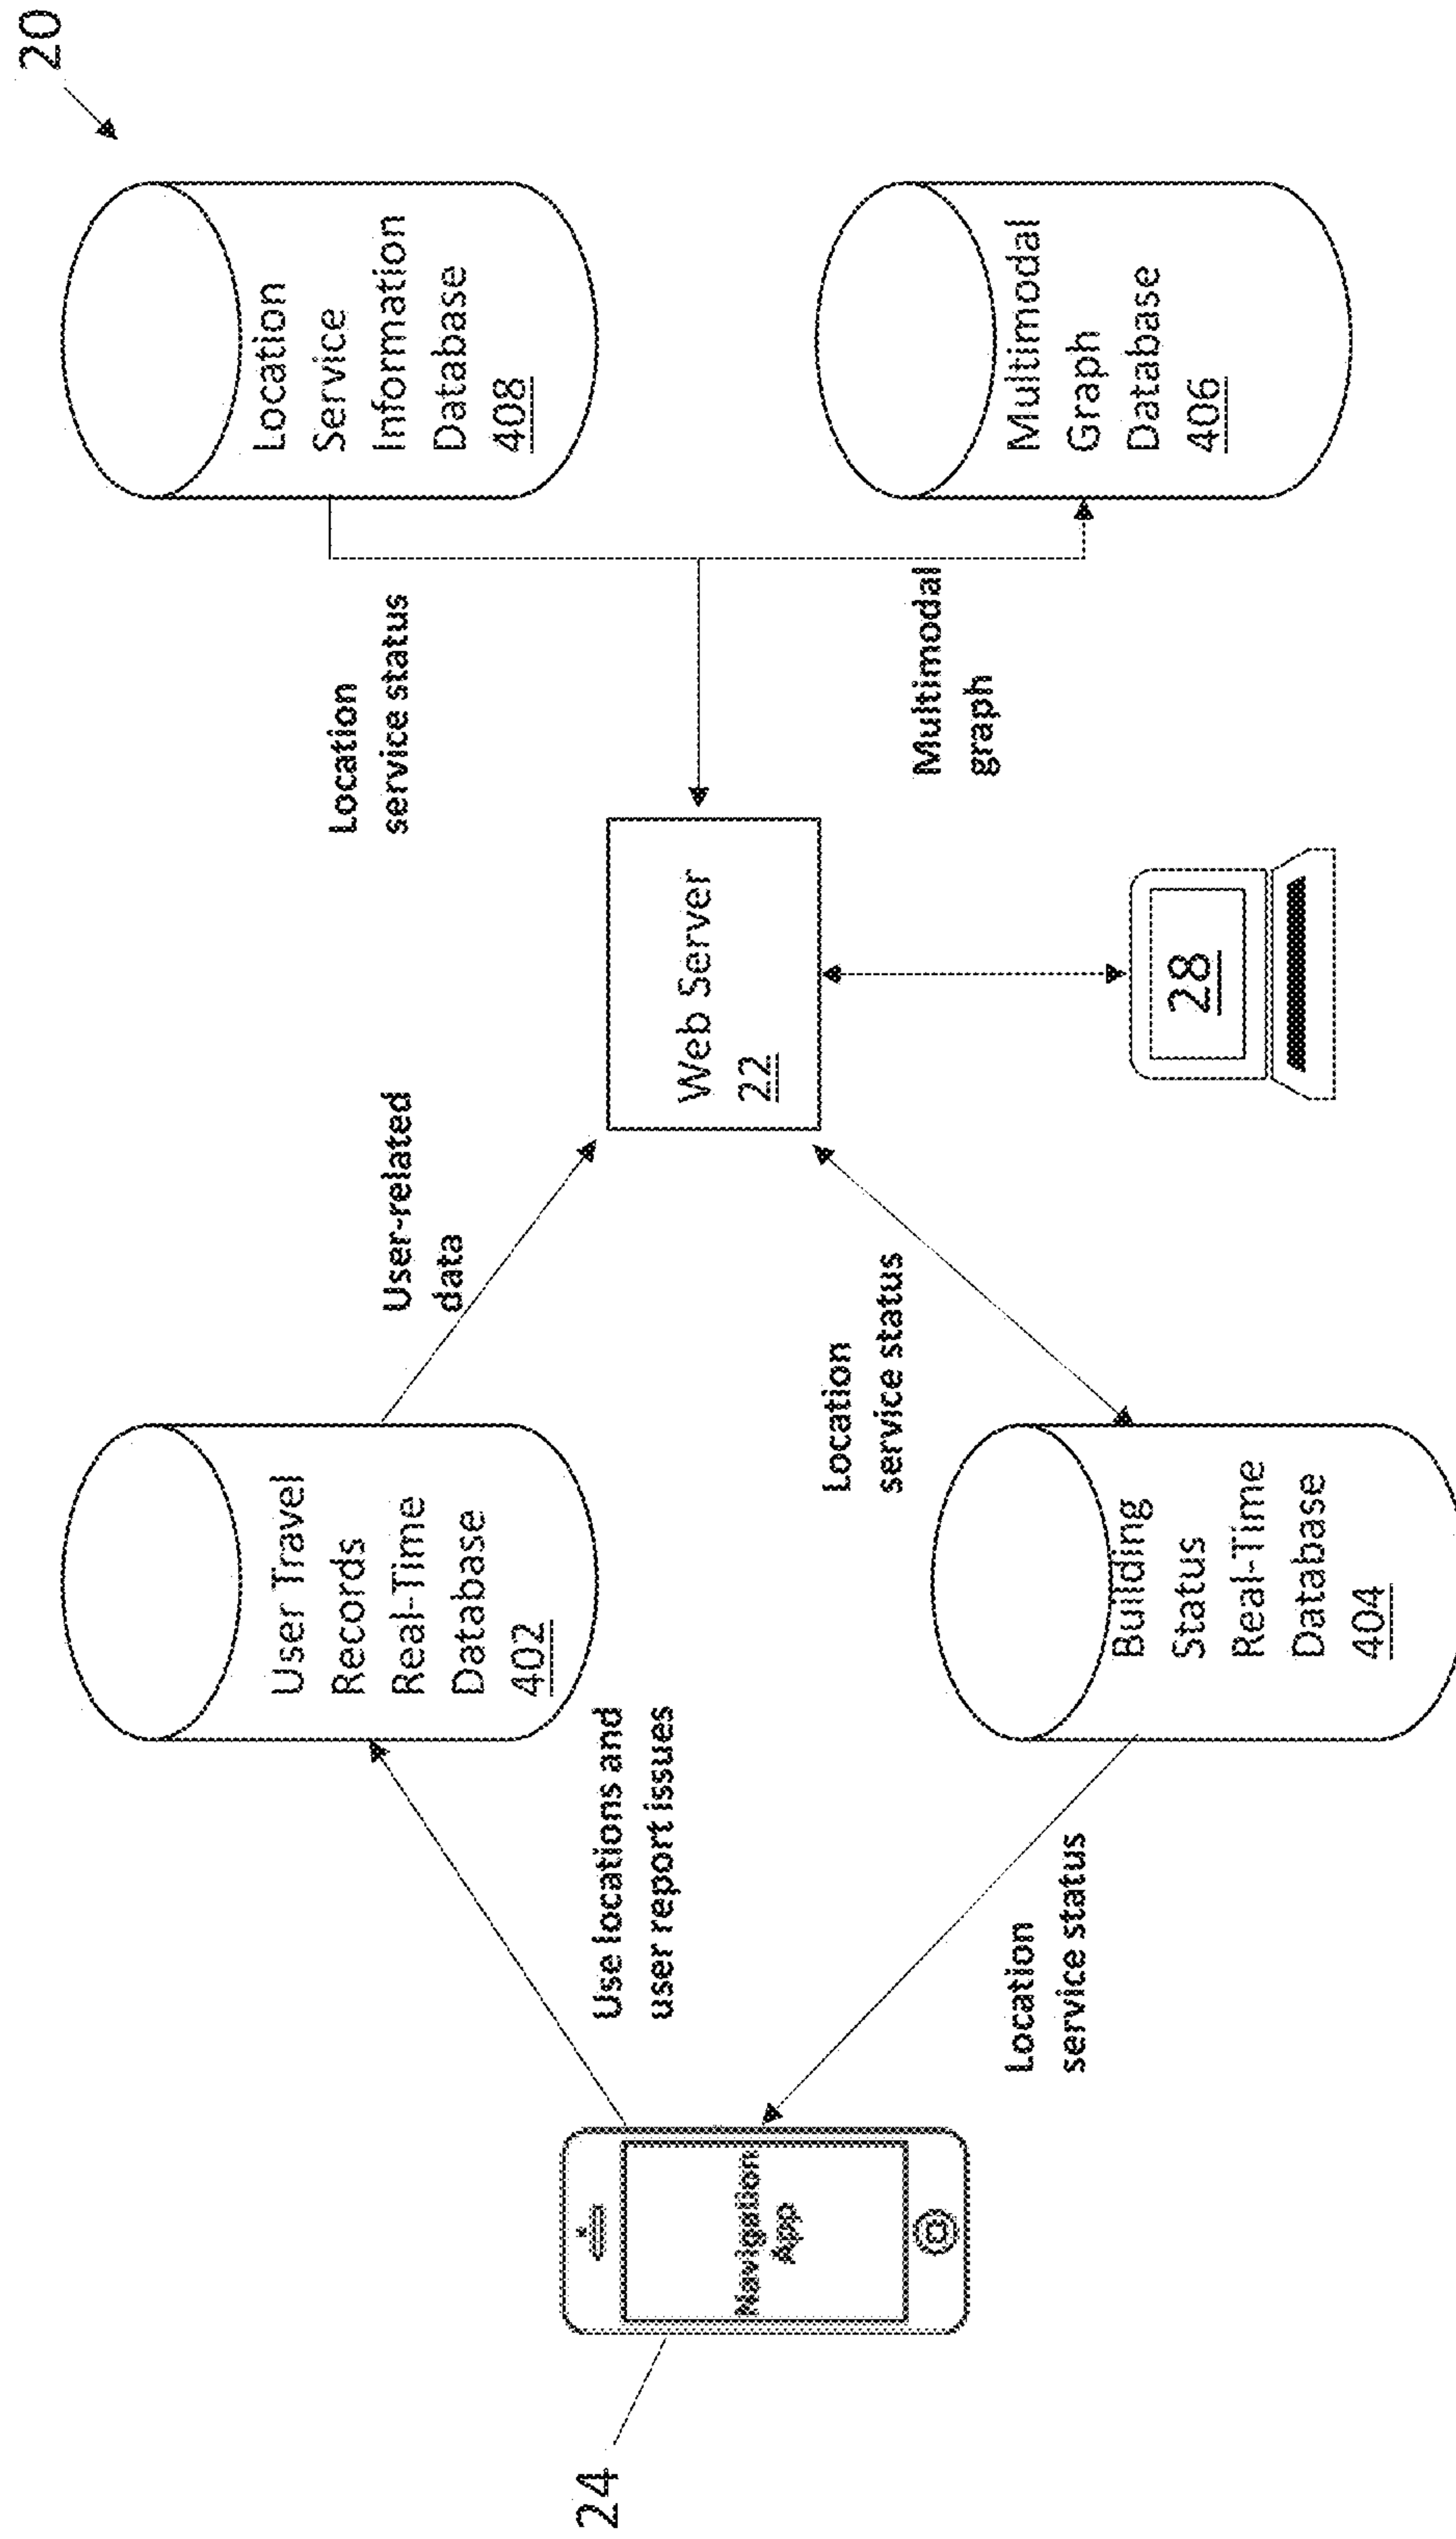 20
User Travel
Records
Real-Time
Database
402
User-related
data
Location
service status
Location
Service
Information
Database
408
Use locations and
user report issues
24
Navigation
App
Web Server
22
Location
service status
Building
Status
Real-Time
Database
404
Location
service status
28
Multimodal
graph
Multimodal
Graph
Database
406